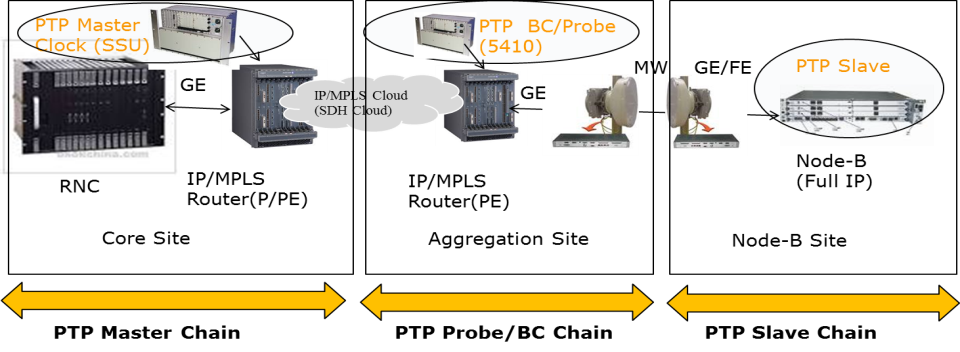 PTP Master
Clock (SSU)
GE
IP/MPLS Cloud
(SDH Cloud)
RNC
IP/MPLS
Router(P/PE)
Core Site
PTP BC/Probe
(5410)
GE
MW
IP/MPLS
Router(PE)
Aggregation Site
GE/FE
PTP Slave
Node-B
(Full IP)
Node-B Site
PTP Master Chain
PTP Probe/BC Chain
PTP Slave Chain